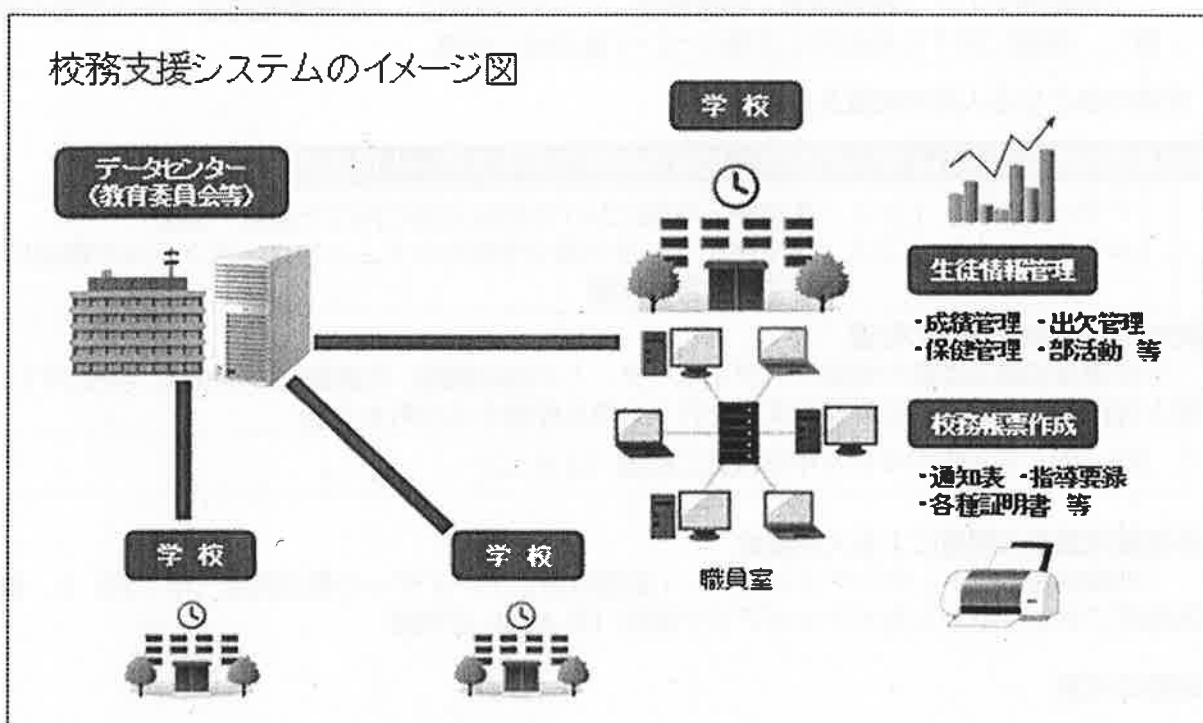 校務支援システムのイメージ図
データセンター
(教育委員会等)
学校
生徒情報管理
・成績管理 ・出欠管理
・保健管理 ・部活動 等
校務帳票作成
・通知表 ・指導要録
・各種証明書 等
職員室
学校
学校